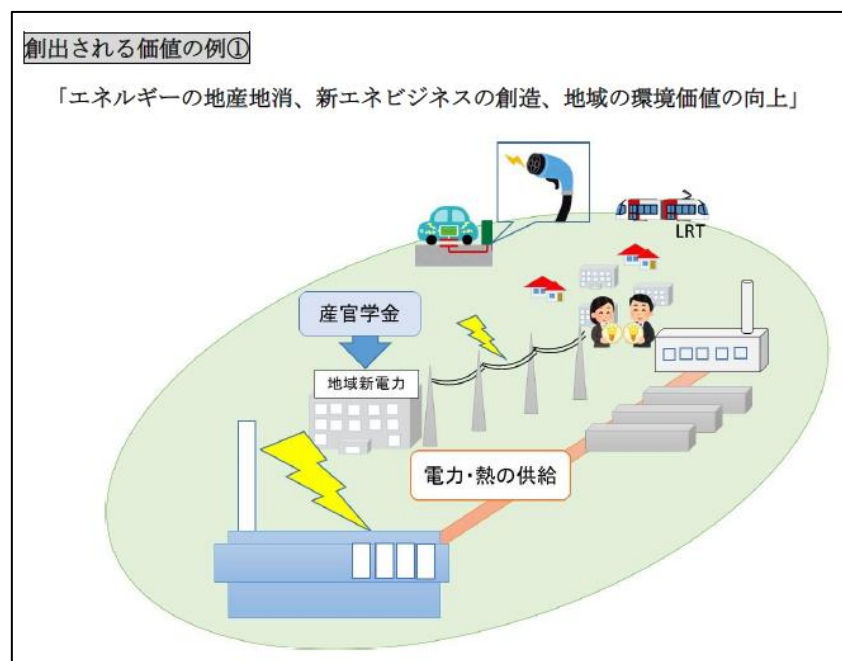 創出される価値の例①
「エネルギーの地産地消、新エネビジネスの創造、地域の環境価値の向上」
LRT
産官学金
地域新電力
電力・熱の供給